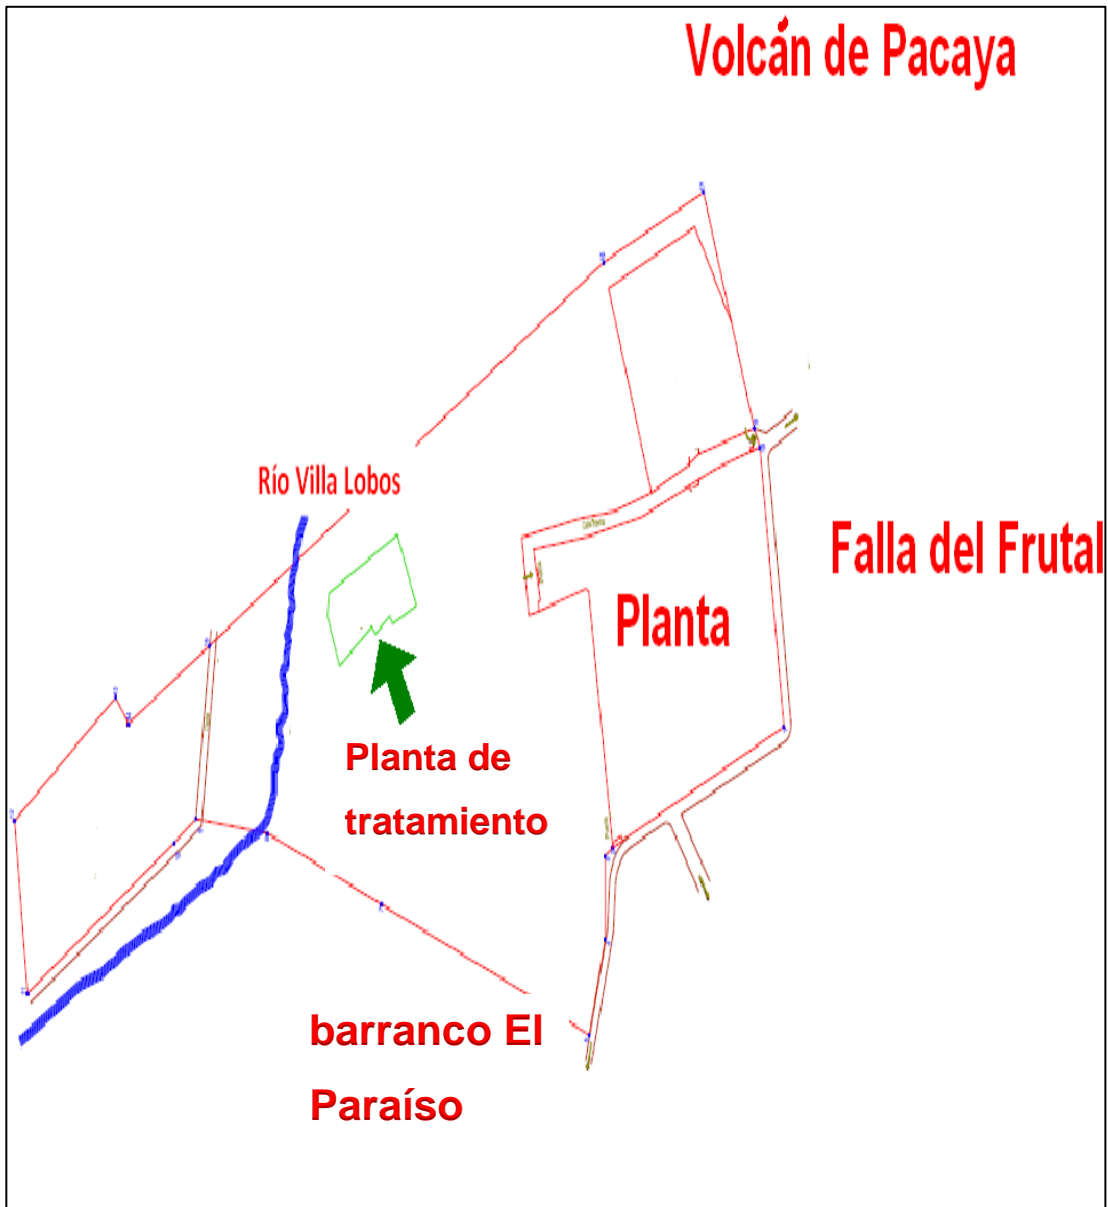 Volcán de Pacaya
Río Villa Lobos
Falla del Frutal
Planta
Planta de
tratamiento
barranco El
Paraíso